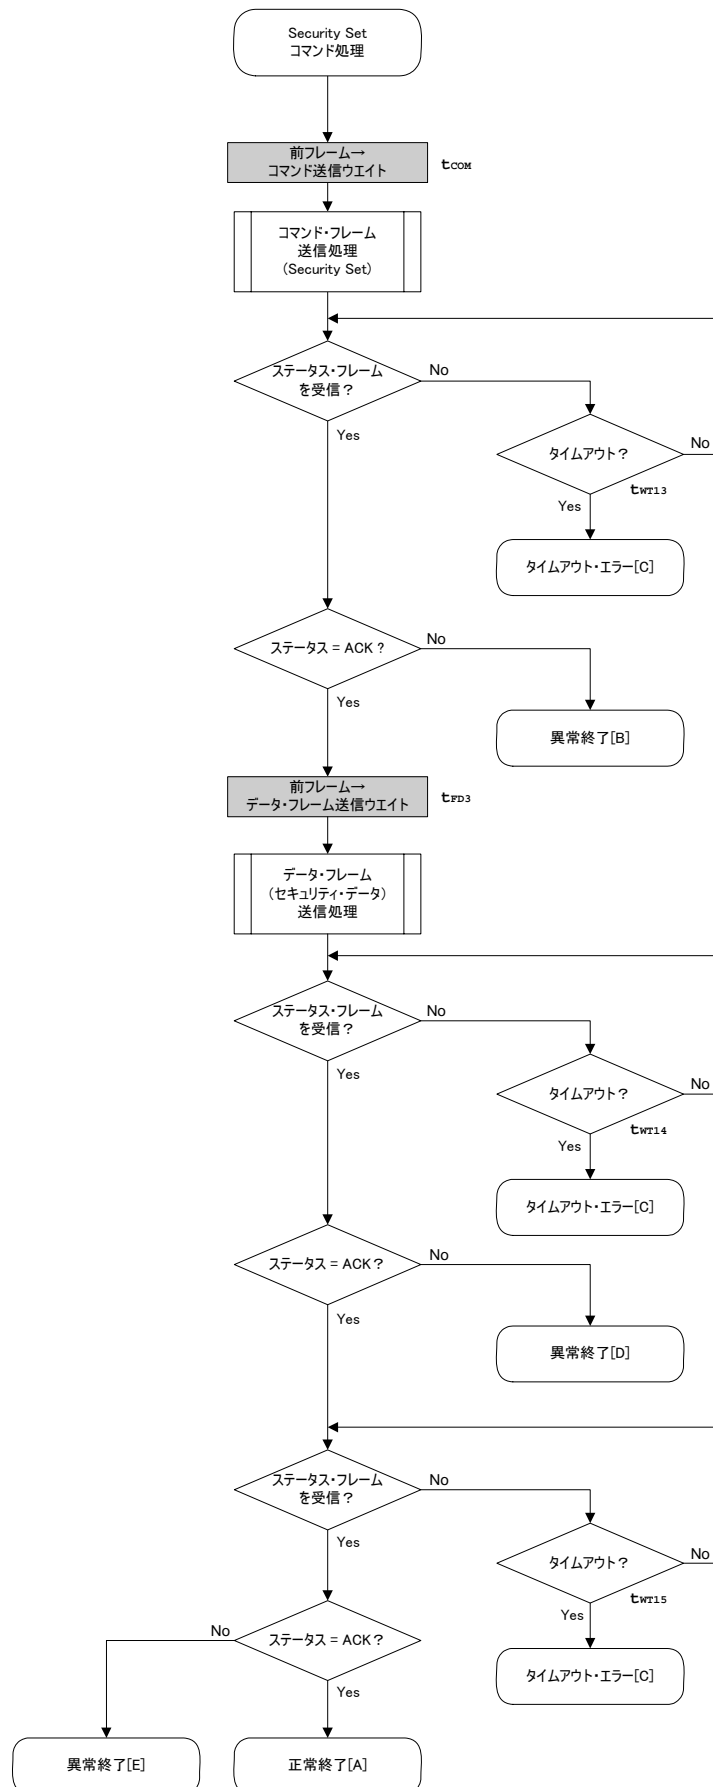 Security Set
コマンド処理
前フレーム→
コマンド送信ウエイト
tCOM
コマンド・フレーム
送信処理
(Security Set)
ステータス・フレーム
を受信？
No
Yes
タイムアウト？
No
tWT13
Yes
タイムアウト・エラー[C]
ステータス = ACK ?
No
Yes
異常終了[B]
前フレーム→
データ・フレーム送信ウエイト
tFD3
データ・フレーム
（セキュリティ・データ）
送信処理
ステータス・フレーム
を受信？
No
Yes
タイムアウト？
No
tWT14
Yes
タイムアウト・エラー[C]
ステータス = ACK？
No
Yes
異常終了[D]
ステータス・フレーム
を受信？
No
Yes
タイムアウト？
No
tWT15
Yes
タイムアウト・エラー[C]
ステータス = ACK？
No
Yes
異常終了[E]
正常終了[A]